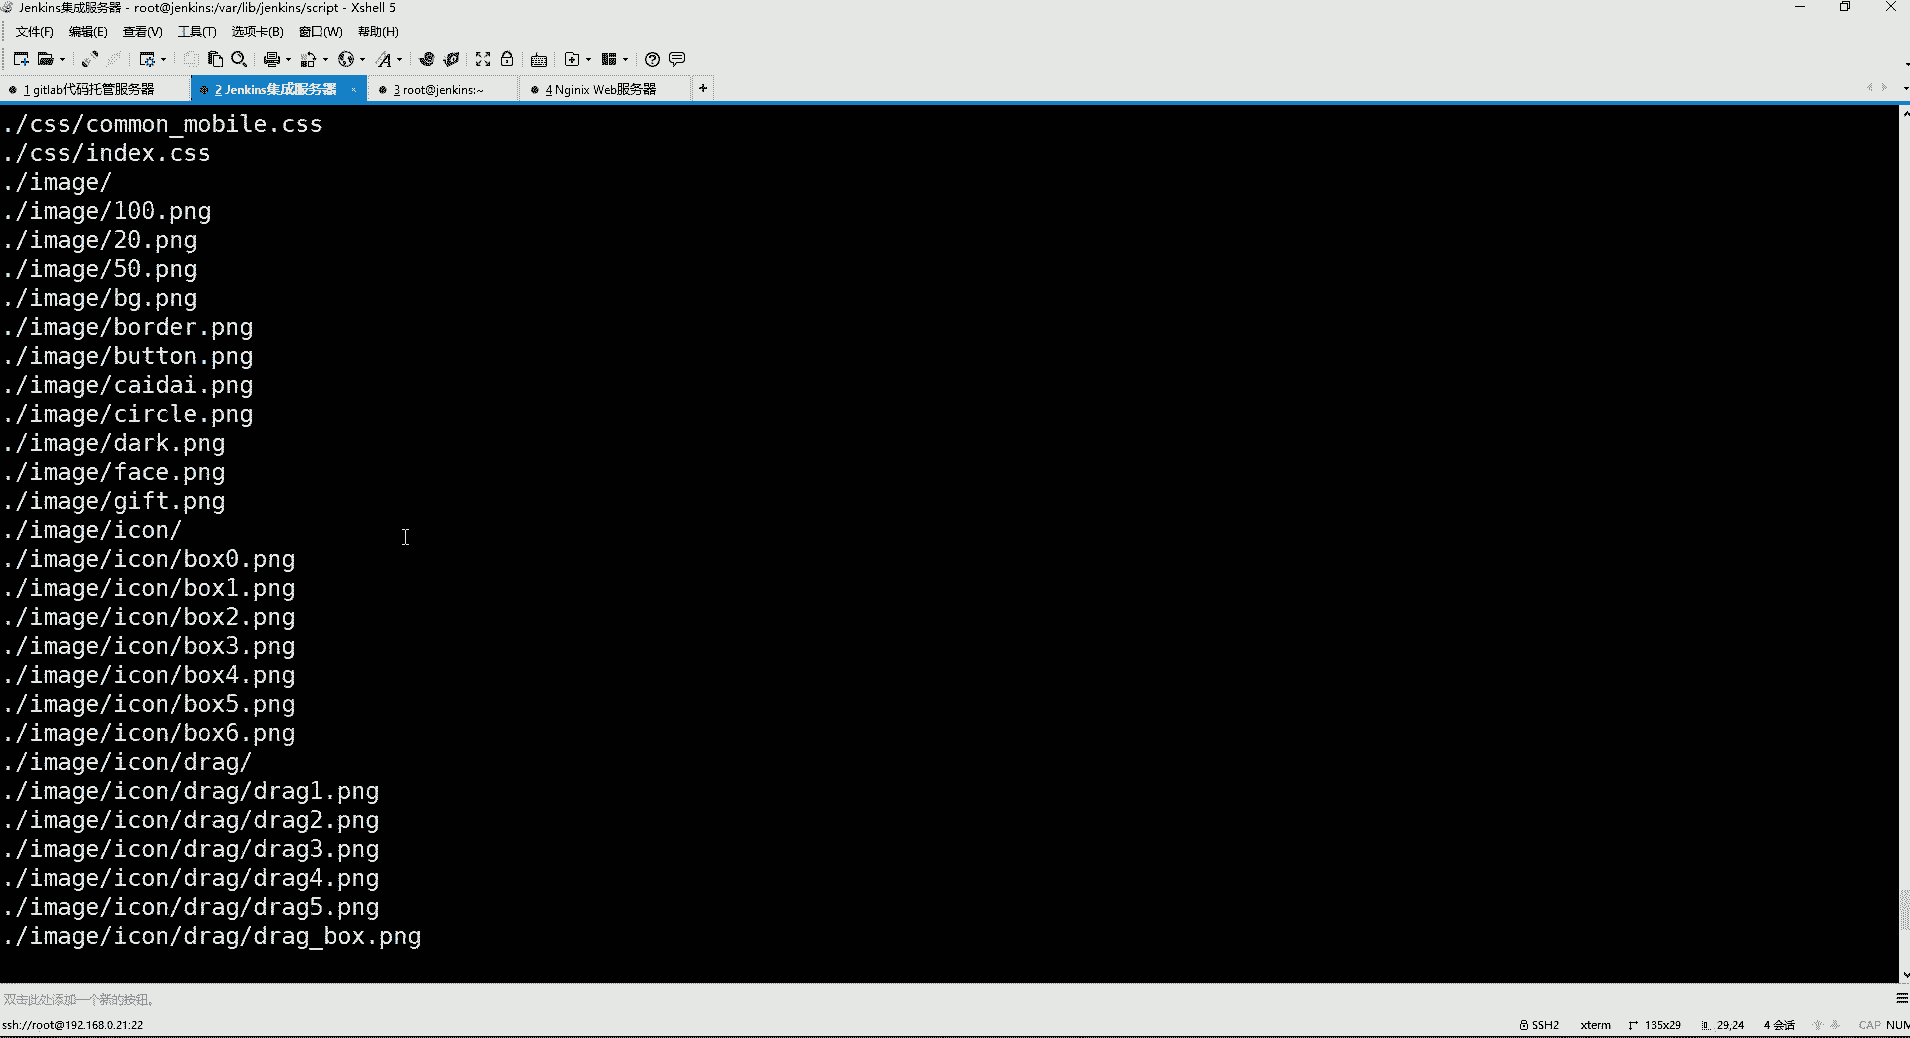 Jenkins集成服务器 - root@jenkins:/var/lib/jenkins/script - Xshell 5
文件(F) 编辑(E) 查看(V) 工具(T) 选项卡(B) 窗口(W) 帮助(H)
1 gitlab代码托管服务器 2 Jenkins集成服务器 × 3 root@jenkins:~ 4 Nginix Web服务器 +
./css/common_mobile.css
./css/index.css
./image/
./image/100.png
./image/20.png
./image/50.png
./image/bg.png
./image/border.png
./image/button.png
./image/caidai.png
./image/circle.png
./image/dark.png
./image/face.png
./image/gift.png
./image/icon/
./image/icon/box0.png
./image/icon/box1.png
./image/icon/box2.png
./image/icon/box3.png
./image/icon/box4.png
./image/icon/box5.png
./image/icon/box6.png
./image/icon/drag/
./image/icon/drag/drag1.png
./image/icon/drag/drag2.png
./image/icon/drag/drag3.png
./image/icon/drag/drag4.png
./image/icon/drag/drag5.png
./image/icon/drag/drag_box.png
双击此处添加一个新的按钮。
ssh://root@192.168.0.21:22 SSH2 xterm 135x29 29,24 4 会话 CAP NUM